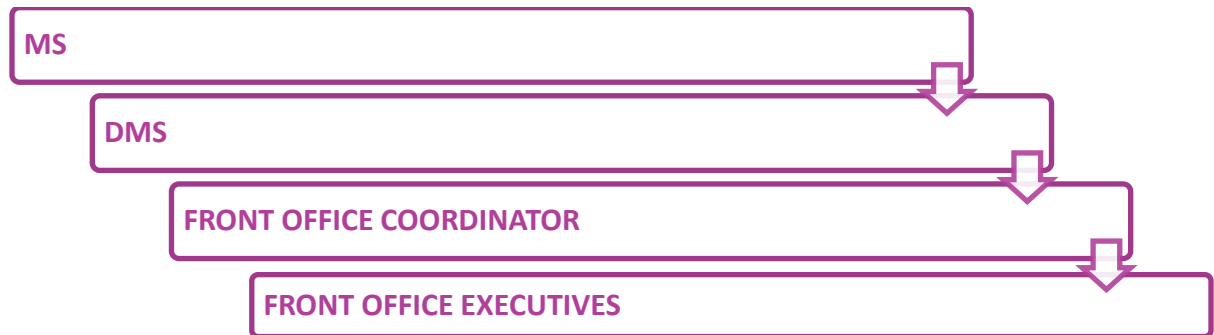 MS
DMS
FRONT OFFICE COORDINATOR
FRONT OFFICE EXECUTIVES